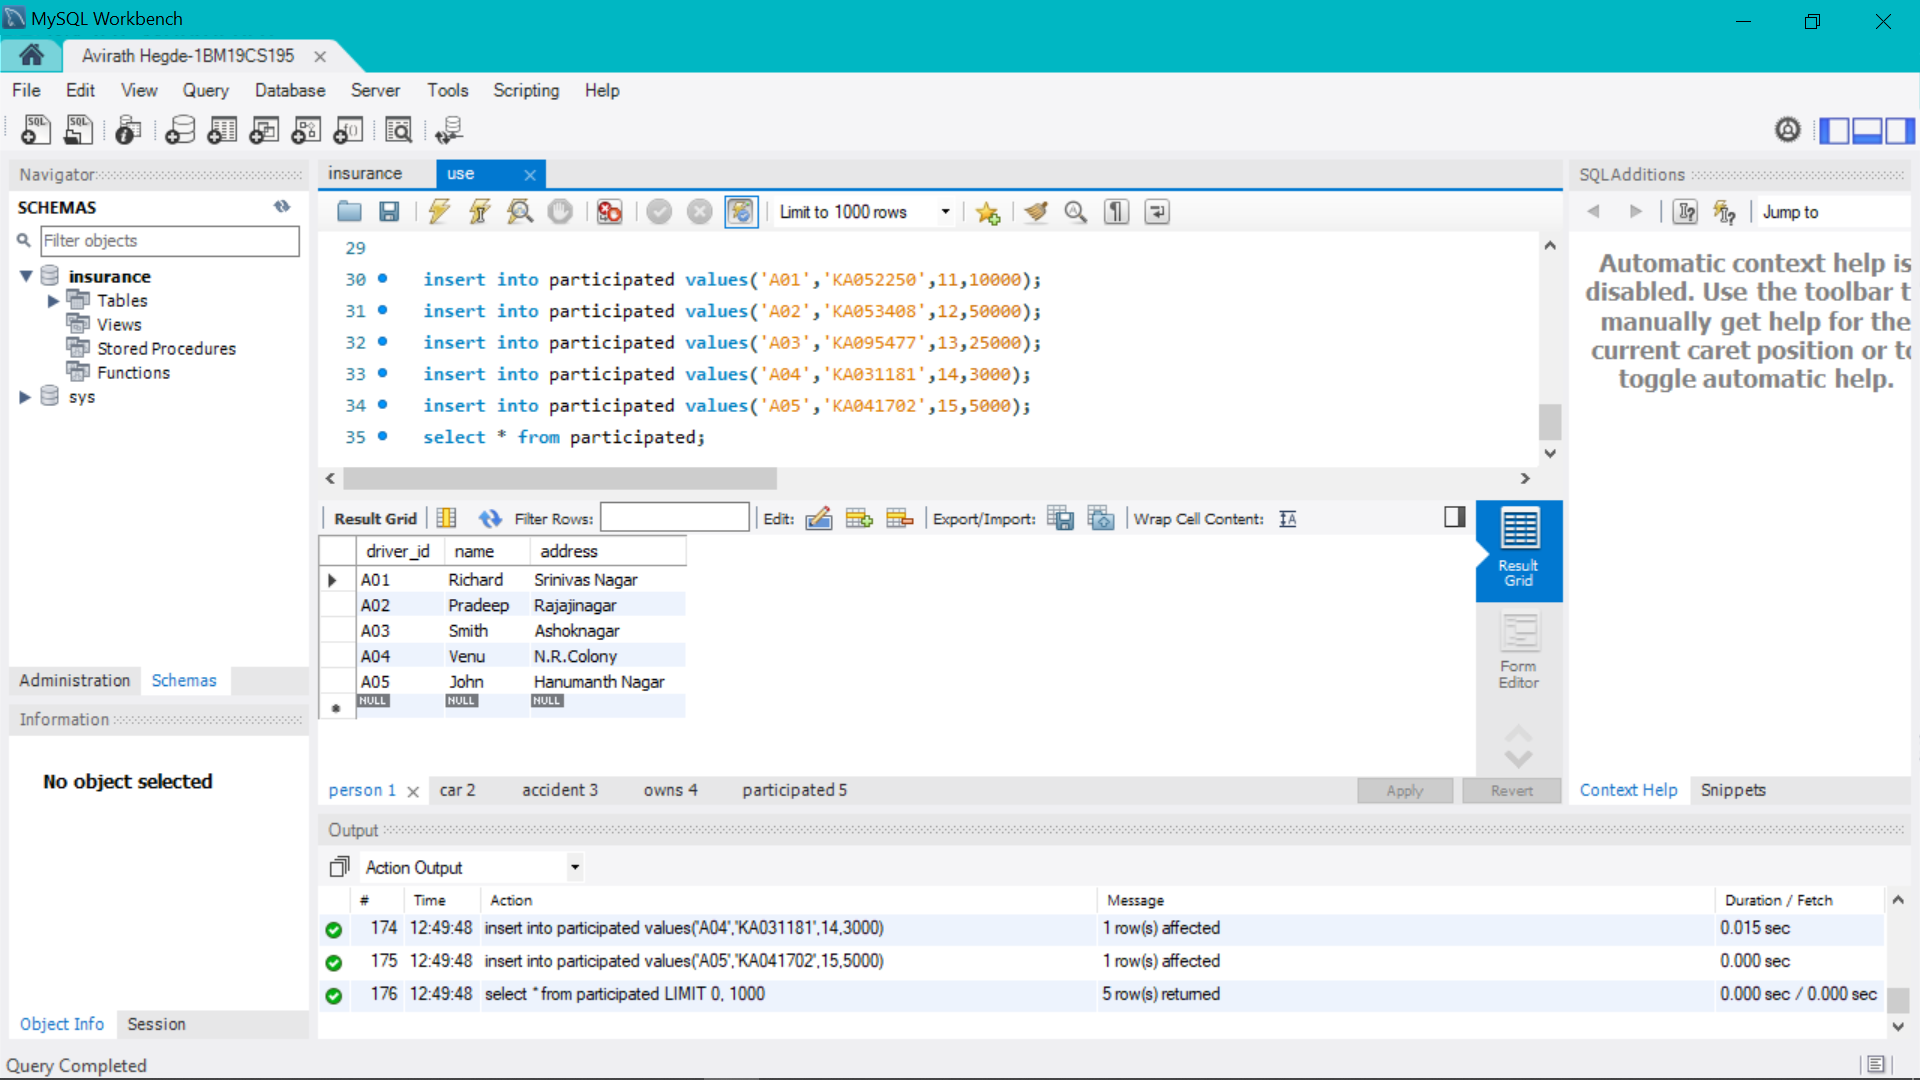 MySQL Workbench
Avirath Hegde-1BM19CS195
File Edit View Query Database Server Tools Scripting Help
Navigator
SCHEMAS
Filter objects
insurance
Tables
Views
Stored Procedures
Functions
sys
Administration Schemas
Information
No object selected
Object Info Session
insurance use
Limit to 1000 rows
29
30 insert into participated values('A01','KA052250',11,10000);
31 insert into participated values('A02','KA053408',12,50000);
32 insert into participated values('A03','KA095477',13,25000);
33 insert into participated values('A04','KA031181',14,3000);
34 insert into participated values('A05','KA041702',15,5000);
35 select * from participated;
Result Grid Filter Rows: Edit: Export/Import: Wrap Cell Content:
driver_id name address
A01 Richard Srinivas Nagar
A02 Pradeep Rajajinagar
A03 Smith Ashoknagar
A04 Venu N.R.Colony
A05 John Hanumanth Nagar
NULL NULL NULL
Result
Grid
Form
Editor
person 1 car 2 accident 3 owns 4 participated 5 Apply Revert
SQLAdditions
Jump to
Automatic context help is
disabled. Use the toolbar t
manually get help for the
current caret position or to
toggle automatic help.
Context Help Snippets
Output
Action Output
# Time Action Message Duration / Fetch
174 12:49:48 insert into participated values('A04','KA031181',14,3000) 1 row(s) affected 0.015 sec
175 12:49:48 insert into participated values('A05','KA041702',15,5000) 1 row(s) affected 0.000 sec
176 12:49:48 select * from participated LIMIT 0, 1000 5 row(s) returned 0.000 sec / 0.000 sec
Query Completed